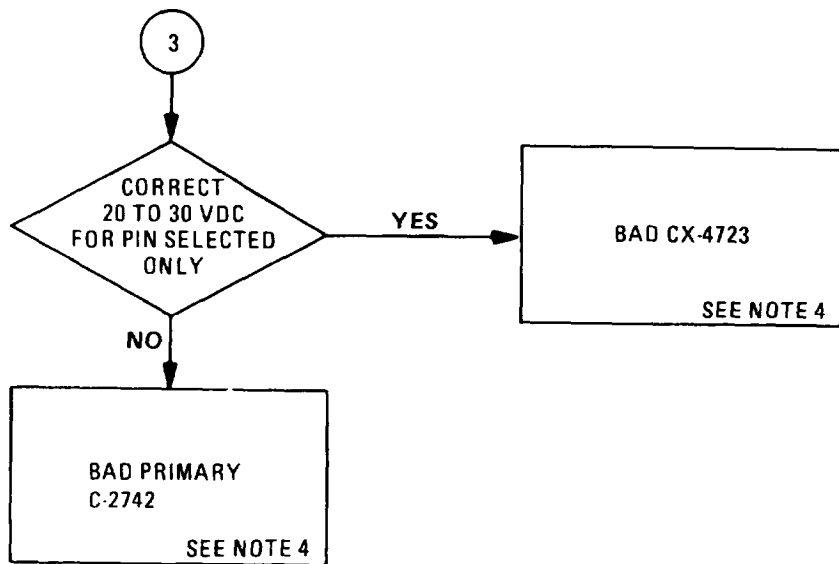 3
CORRECT
20 TO 30 VDC
FOR PIN SELECTED
ONLY
YES
BAD CX-4723
SEE NOTE 4
NO
BAD PRIMARY
C-2742
SEE NOTE 4